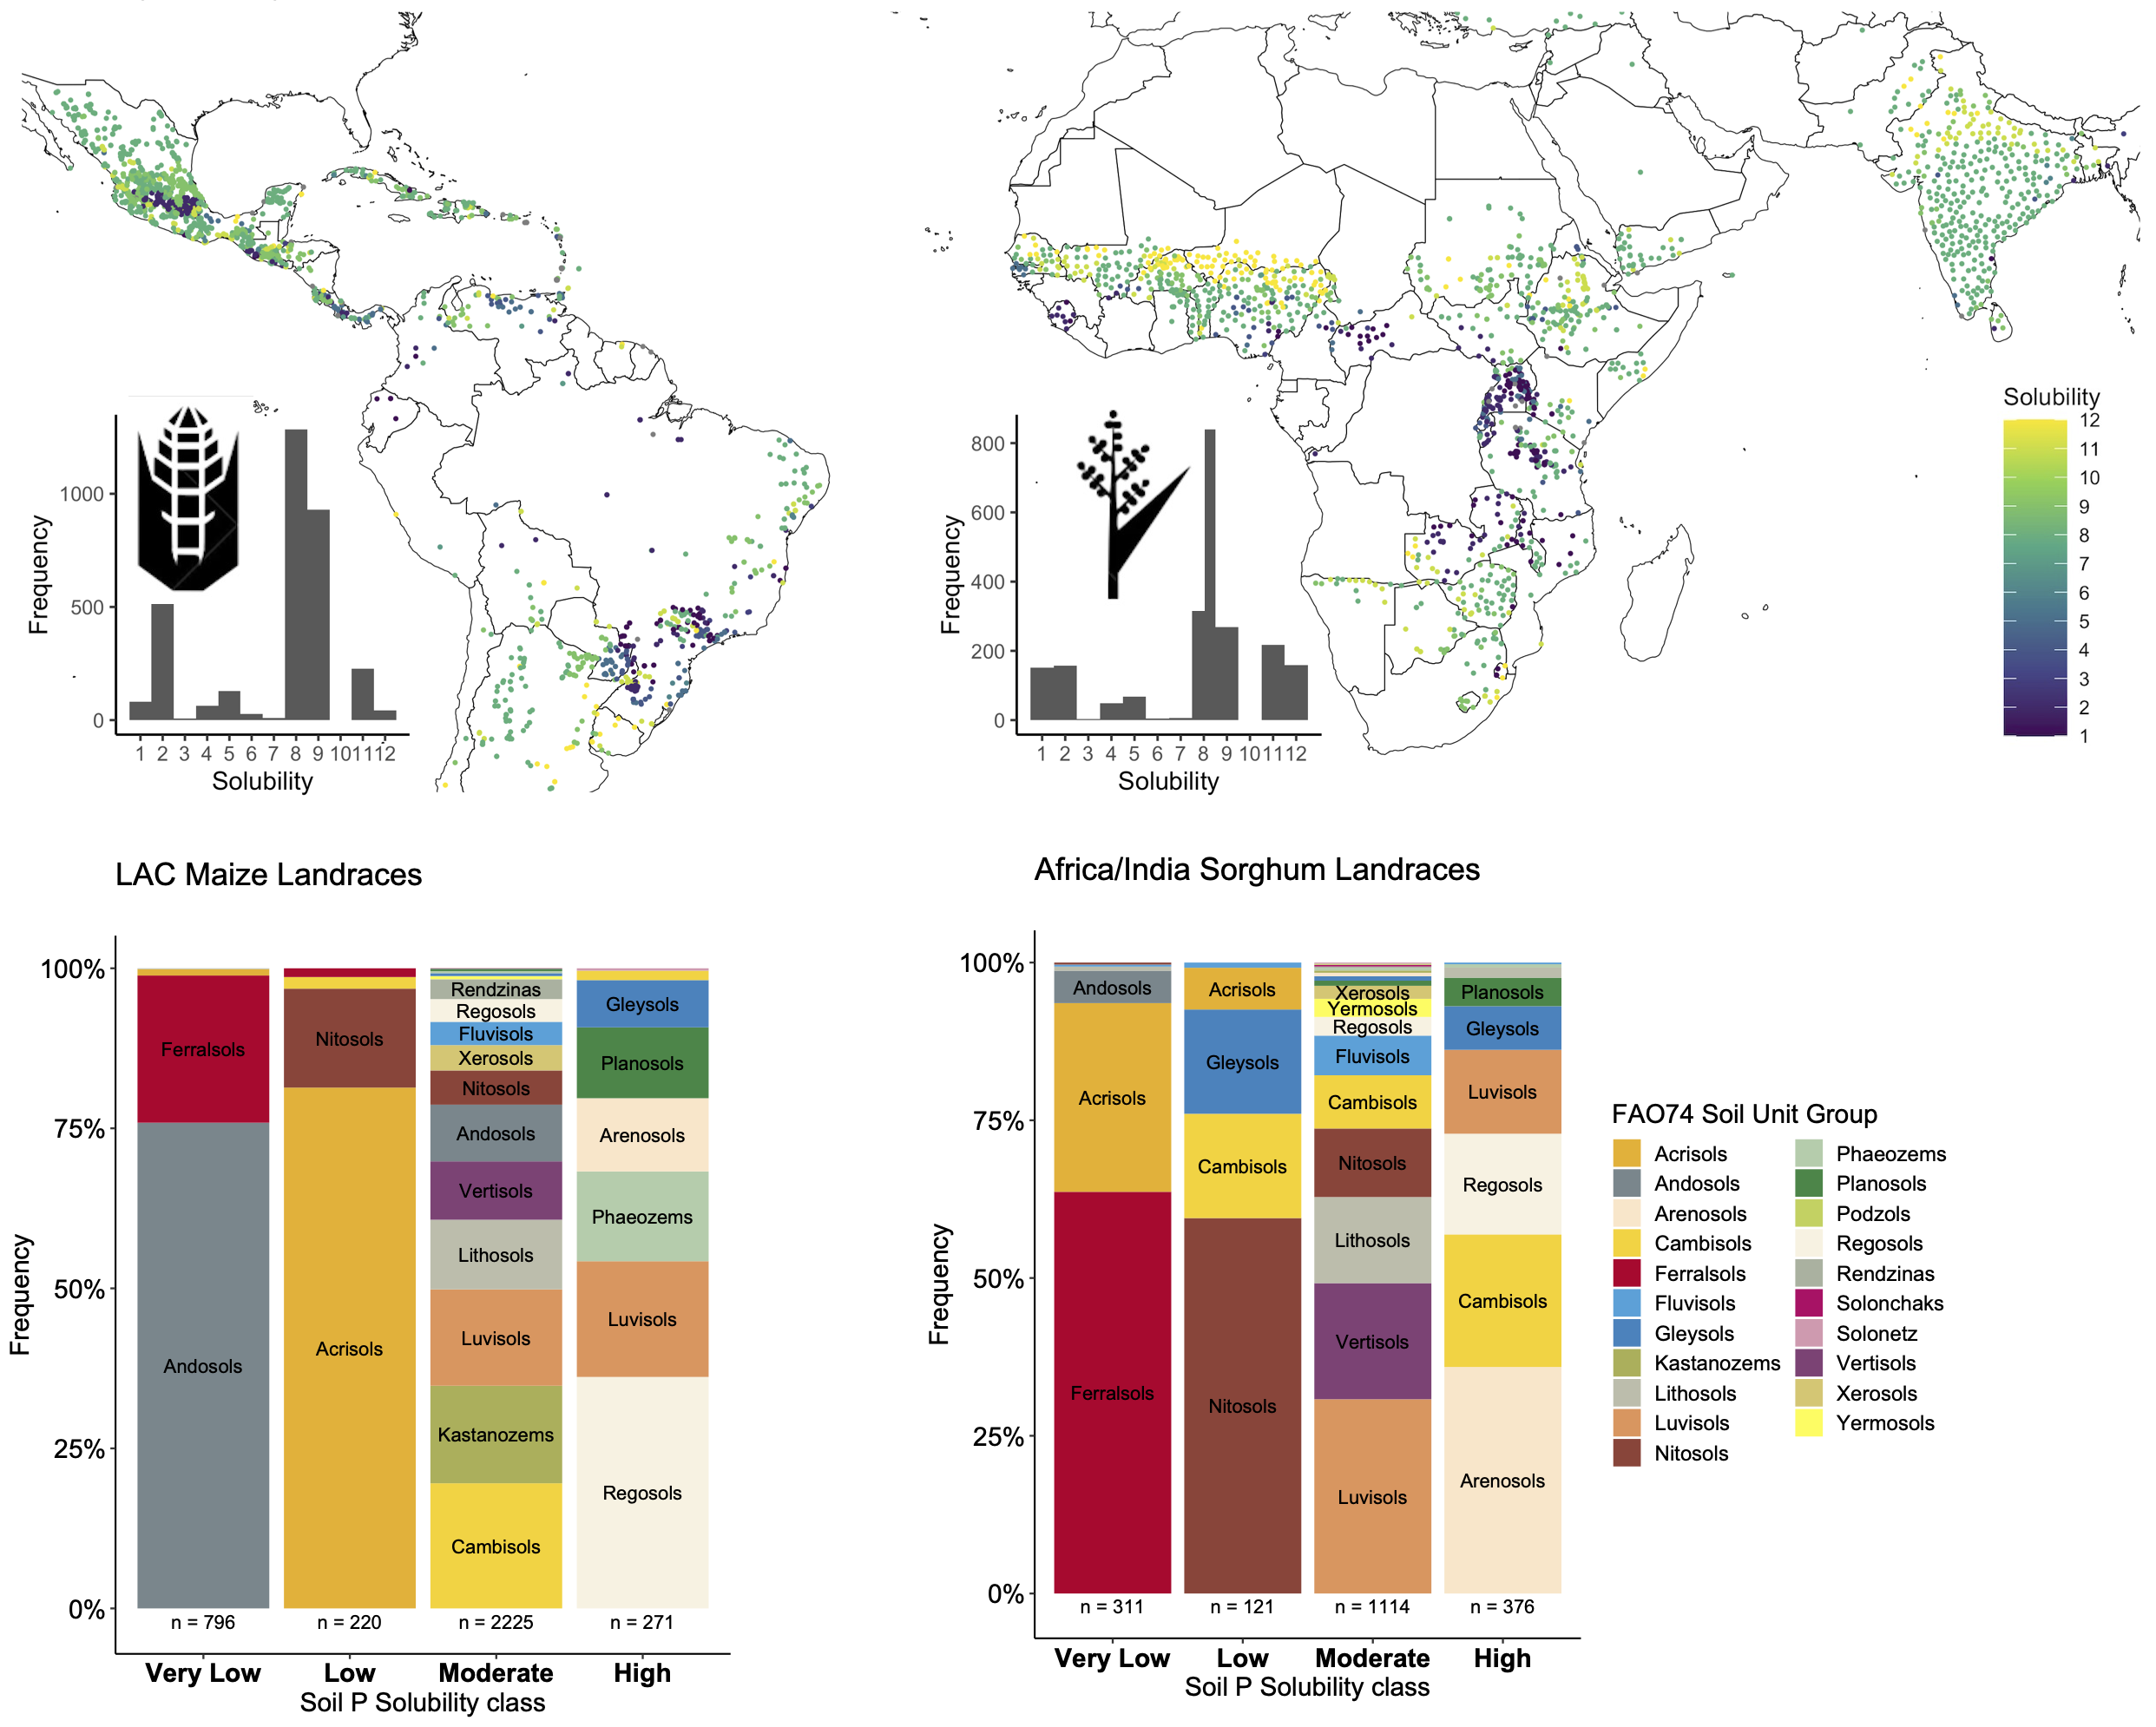 Frequency
1000
500
0
1 2 3 4 5 6 7 8 9 10 11 12
Solubility
Frequency
800
600
400
200
0
1 2 3 4 5 6 7 8 9 10 11 12
Solubility
Solubility
12
11
10
9
8
7
6
5
4
3
2
1
LAC Maize Landraces
Frequency
100%
75%
50%
25%
0%
Ferralsols
Andosols
Nitosols
Acrisols
Rendzinas
Regosols
Fluvisols
Xerosols
Nitosols
Andosols
Vertisols
Lithosols
Luvisols
Kastanozems
Cambisols
Gleysols
Planosols
Arenosols
Phaeozems
Luvisols
Regosols
n = 796 n = 220 n = 2225 n = 271
Very Low Low Moderate High
Soil P Solubility class
Africa/India Sorghum Landraces
Frequency
100%
75%
50%
25%
0%
Andosols
Acrisols
Ferralsols
Acrisols
Gleysols
Cambisols
Nitosols
Xerosols
Yermosols
Regosols
Fluvisols
Cambisols
Nitosols
Lithosols
Vertisols
Luvisols
Planosols
Gleysols
Luvisols
Regosols
Cambisols
Arenosols
n = 311 n = 121 n = 1114 n = 376
Very Low Low Moderate High
Soil P Solubility class
FAO74 Soil Unit Group
Acrisols
Andosols
Arenosols
Cambisols
Ferralsols
Fluvisols
Gleysols
Kastanozems
Lithosols
Luvisols
Nitosols
Phaeozems
Planosols
Podzols
Regosols
Rendzinas
Solonchaks
Solonetz
Vertisols
Xerosols
Yermosols